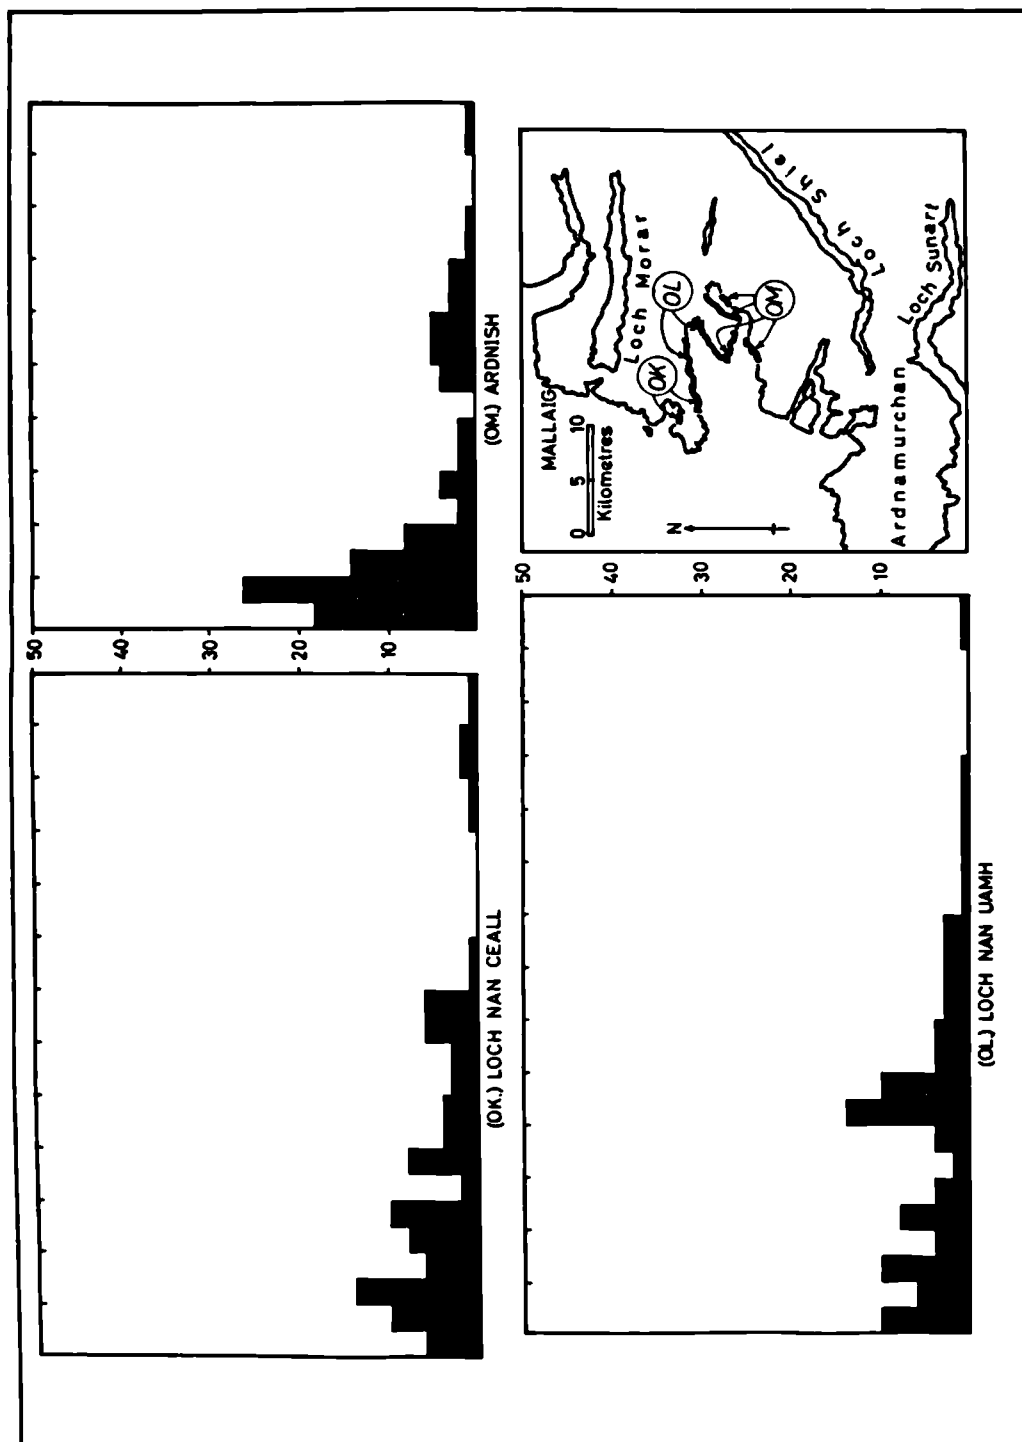 50
40
30
20
10
(OK.) LOCH NAN CEALL
(OM.) ARDNISH
50
40
30
20
10
(OL.) LOCH NAN UAMH
MALLAIG
0 5 10
Kilometres
N
Loch Morar
OK
OL
OM
Loch Shiel
Loch Sunart
Ardnamurchan